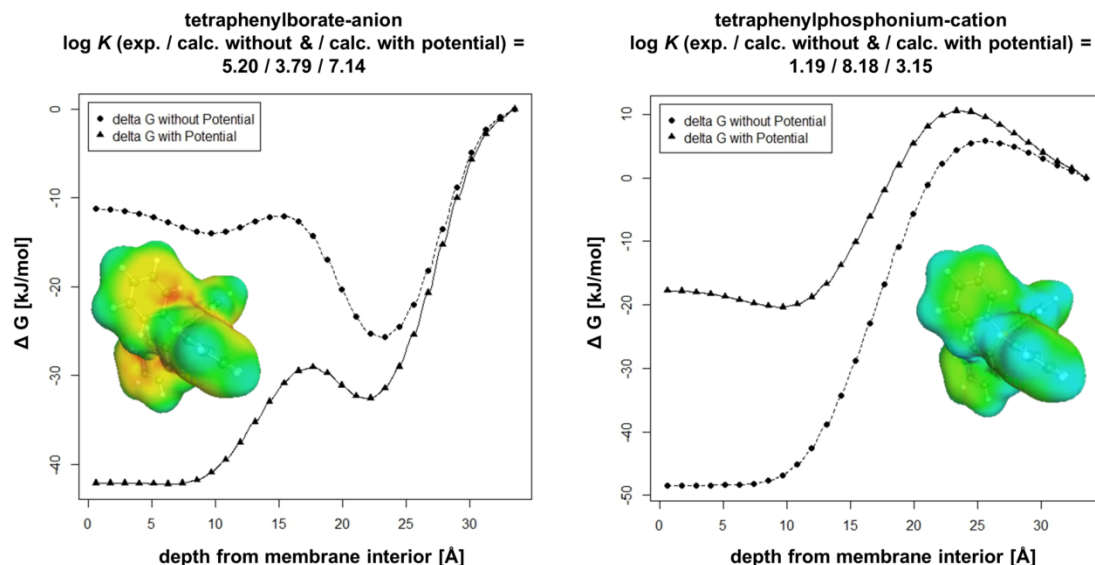 tetraphenylborate-anion
log K (exp. / calc. without & / calc. with potential) =
5.20 / 3.79 / 7.14
delta G without Potential
delta G with Potential
0
-10
-20
-30
-40
Δ G [kJ/mol]
0 5 10 15 20 25 30
depth from membrane interior [Å]
tetraphenylphosphonium-cation
log K (exp. / calc. without & / calc. with potential) =
1.19 / 8.18 / 3.15
delta G without Potential
delta G with Potential
10
0
-10
-20
-30
-40
-50
Δ G [kJ/mol]
0 5 10 15 20 25 30
depth from membrane interior [Å]